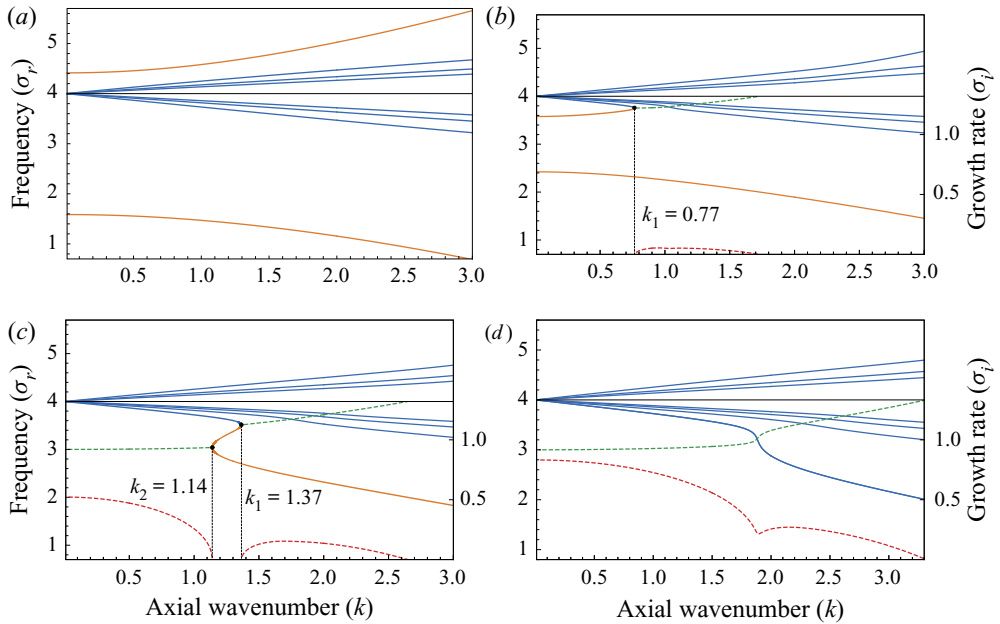 (a)
(b)
Frequency (σr)
5
4
3
2
1
0.5 1.0 1.5 2.0 2.5 3.0
5
4
3
2
1
k1 = 0.77
0.5 1.0 1.5 2.0 2.5 3.0
1.0
0.5
Growth rate (σi)
(c)
(d)
Frequency (σr)
5
4
3
2
1
k2 = 1.14
k1 = 1.37
0.5 1.0 1.5 2.0 2.5 3.0
1.0
0.5
Axial wavenumber (k)
5
4
3
2
1
0.5 1.0 1.5 2.0 2.5 3.0
1.0
0.5
Growth rate (σi)
Axial wavenumber (k)